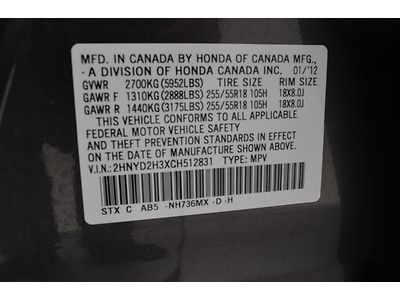 MFD. IN CANADA BY HONDA OF CANADA MFG.,
- A DIVISION OF HONDA CANADA INC. 01/'12
GVWR 2700KG (5952LBS) TIRE SIZE RIM SIZE
GAWR F 1310KG (2888LBS) 255/55R18 105H 18X8.0J
GAWR R 1440KG (3175LBS) 255/55R18 105H 18X8.0J
THIS VEHICLE CONFORMS TO ALL APPLICABLE
FEDERAL MOTOR VEHICLE SAFETY AND
THEFT PREVENTION STANDARDS IN EFFECT ON
THE DATE OF MANUFACTURE SHOWN ABOVE.
V.I.N.: 2HNYD2H3XCH512831 TYPE: MPV
STX C AB5 -NH736MX -D -H